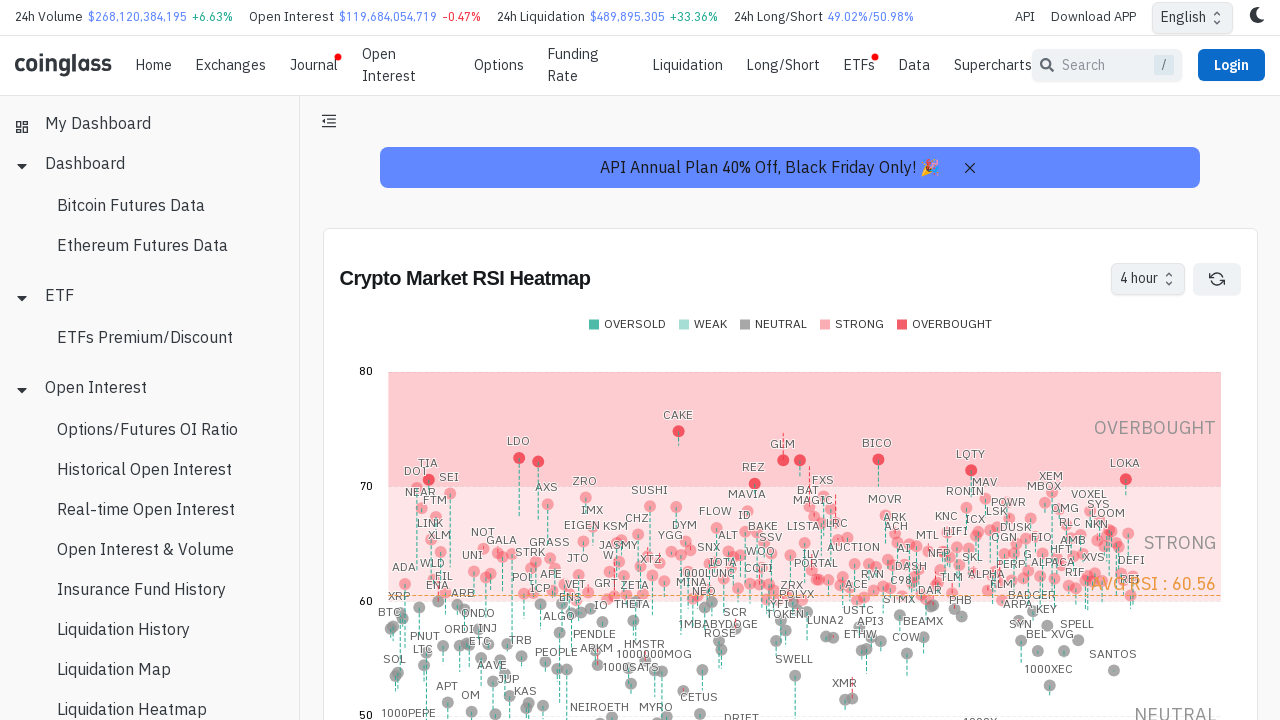 24h Volume $268,120,384,195 +6.63% Open Interest $119,684,054,719 -0.47% 24h Liquidation $489,895,305 +33.36% 24h Long/Short 49.02%/50.98% API Download APP English
coinglass Home Exchanges Journal Open Interest Options Funding Rate Liquidation Long/Short ETFs Data Supercharts Search / Login
My Dashboard
Dashboard
Bitcoin Futures Data
Ethereum Futures Data
ETF
ETFs Premium/Discount
Open Interest
Options/Futures OI Ratio
Historical Open Interest
Real-time Open Interest
Open Interest & Volume
Insurance Fund History
Liquidation History
Liquidation Map
Liquidation Heatmap
API Annual Plan 40% Off, Black Friday Only! 🎉
Crypto Market RSI Heatmap
4 hour
OVERSOLD WEAK NEUTRAL STRONG OVERBOUGHT
80
CAKE
OVERBOUGHT
LDO GLM BICO
TIA REZ LQTY LOKA
DOT SEI ZRO FXS MAV XEM
70
NEAR AXS SUSHI MAVIA BAT RONIN MBOX VOXEL
FTM IMX MAGIC MOVR POWR SYS
LINK EIGEN KSM CHZ FLOW ID LISTA LRC ARK KNC ICX LSK OMG LOOM
DYM BAKE ACH DUSK RLC NKN
XLM NOT GALA GRASS JASMY YGG ALT SSV MTL HIFI QGN FIO AMB
STRONG
UNI STRK JTO W XTZ SNX WOO ILV AUCTION AI NFP SKL G HFT XVS DEFI
ADA WLD IOTA COTI PORTAL DASH PERP ALPACA
FIL POL APE 1000LUNC RVN TLM ALPHA RIF REI
ENA ARB ICP VET GRT ZETA MINA NEO ZRX ACE C98 DAR FLM AVG RSI : 60.56
60
XRP ENS IO THETA POLYX STMX PHB BADGER
BTC ONDO ALGO SCR YFI USTC ARPA KEY
TOKEN
ORDI INJ 1MBABYDOGE LUNA2 API3 BEAMX SYN SPELL
PNUT ETC TRB PENDLE ROSE ETHW COW BEL XVG
LTC PEOPLE ARKM HMSTR
SOL AAVE 1000000MOG SWELL SANTOS
1000SATS 1000XEC
APT JUP XMR
OM KAS CETUS
1000PEPE NEIROETH MYRO DRIFT
50
NEUTRAL